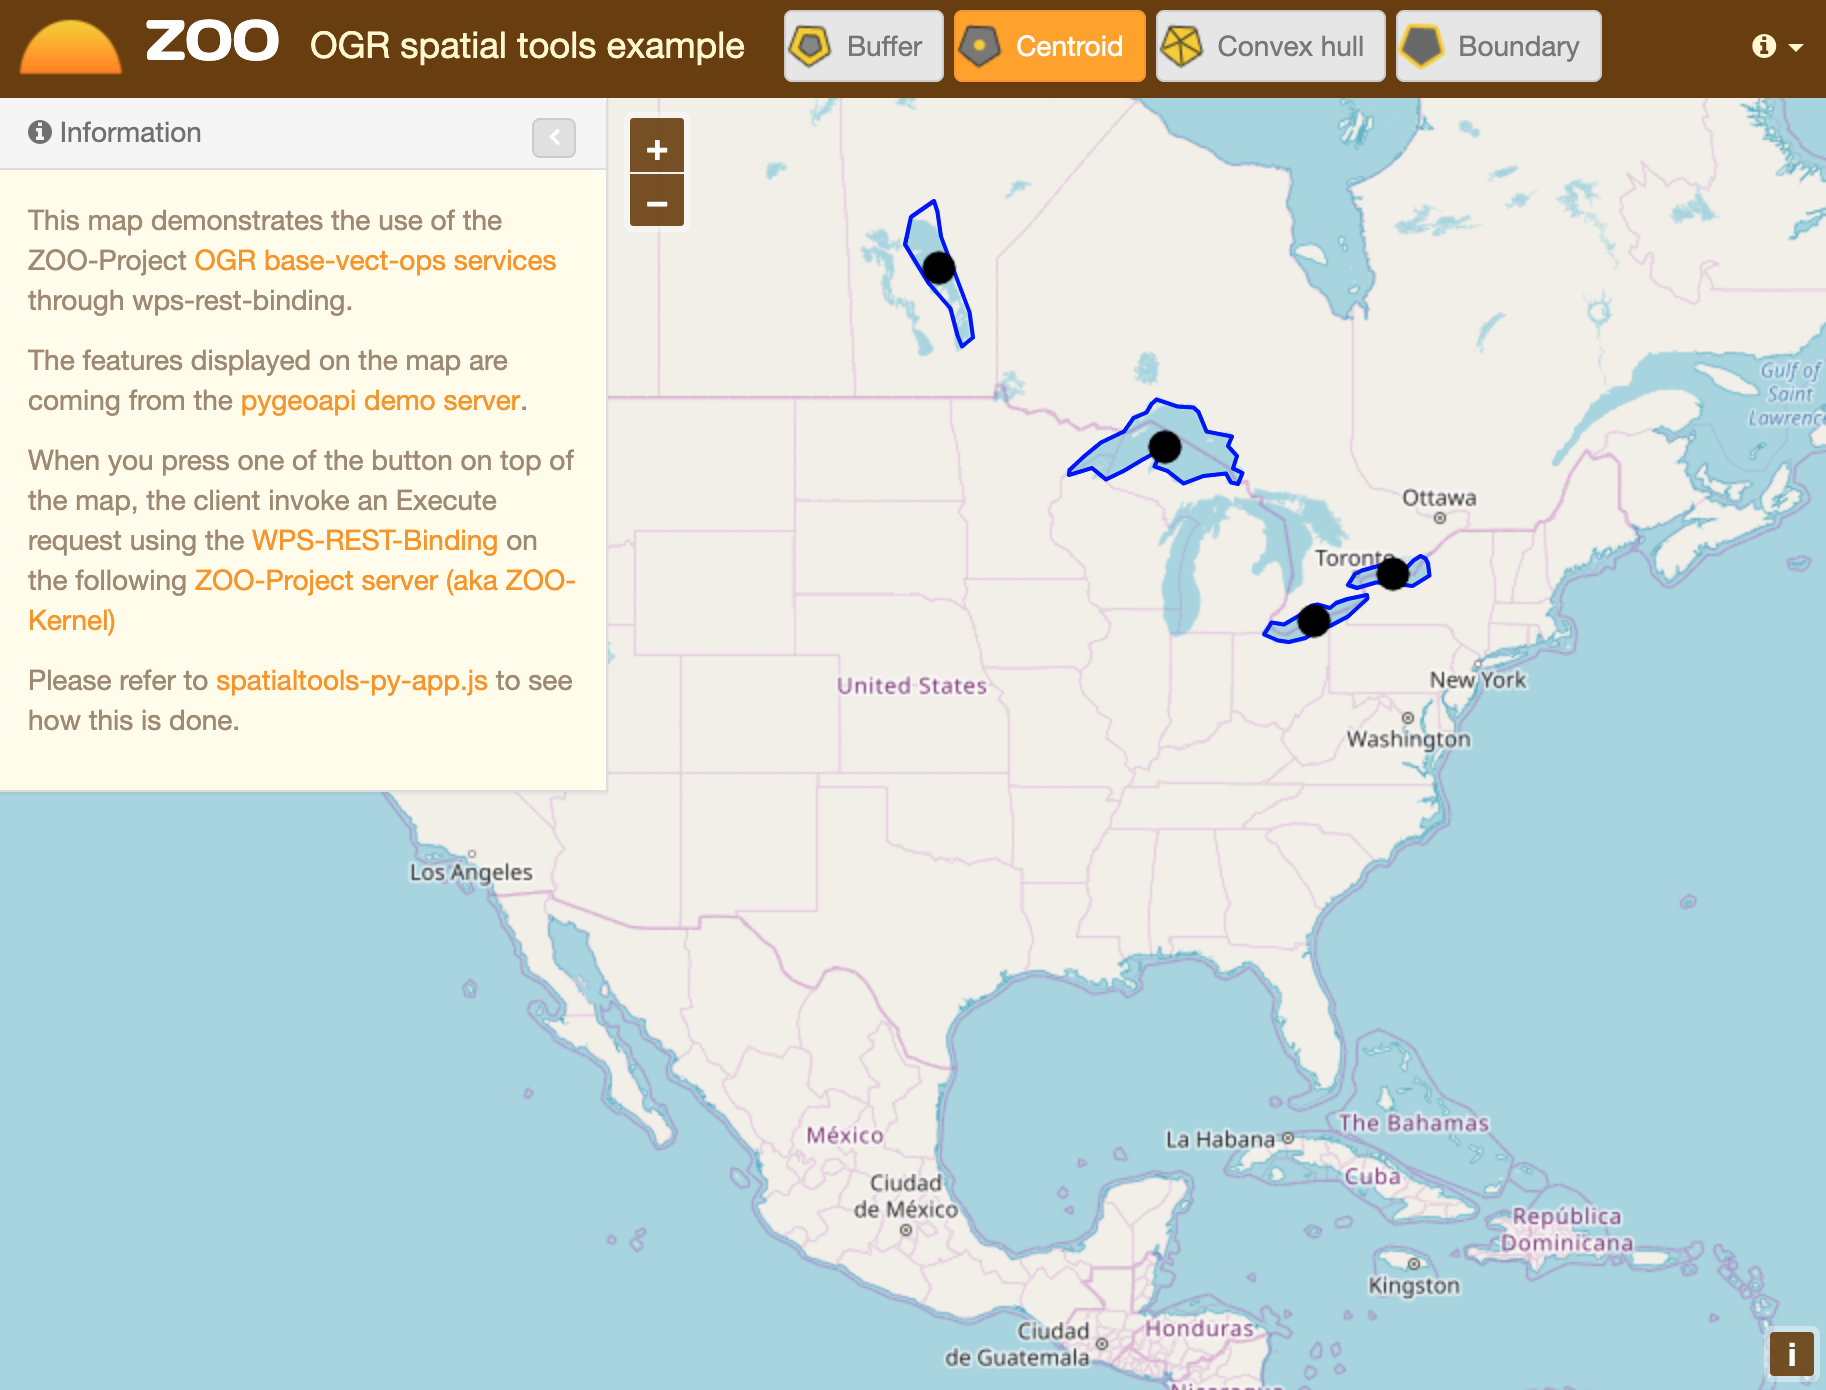 ZOO OGR spatial tools example Buffer Centroid Convex hull Boundary
Information
This map demonstrates the use of the
ZOO-Project OGR base-vect-ops services
through wps-rest-binding.
The features displayed on the map are
coming from the pygeoapi demo server.
When you press one of the button on top of
the map, the client invoke an Execute
request using the WPS-REST-Binding on
the following ZOO-Project server (aka ZOO-
Kernel)
Please refer to spatialtools-py-app.js to see
how this is done.
+
−
Gulf of
Saint
Lawrence
Ottawa
Toronto
New York
United States
Washington
Los Angeles
México
Ciudad
de México
La Habana
The Bahamas
Cuba
República
Dominicana
Kingston
Ciudad
de Guatemala
Honduras
Nicaragua
i